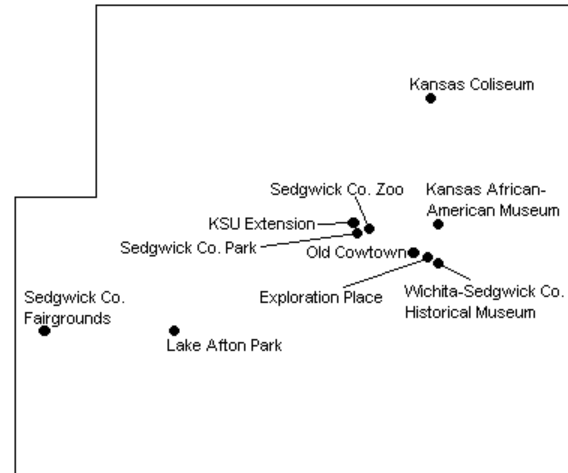 Kansas Coliseum
Sedgwick Co. Zoo
Kansas African-
American Museum
KSU Extension
Sedgwick Co. Park
Old Cowtown
Exploration Place
Wichita-Sedgwick Co.
Historical Museum
Sedgwick Co.
Fairgrounds
Lake Afton Park